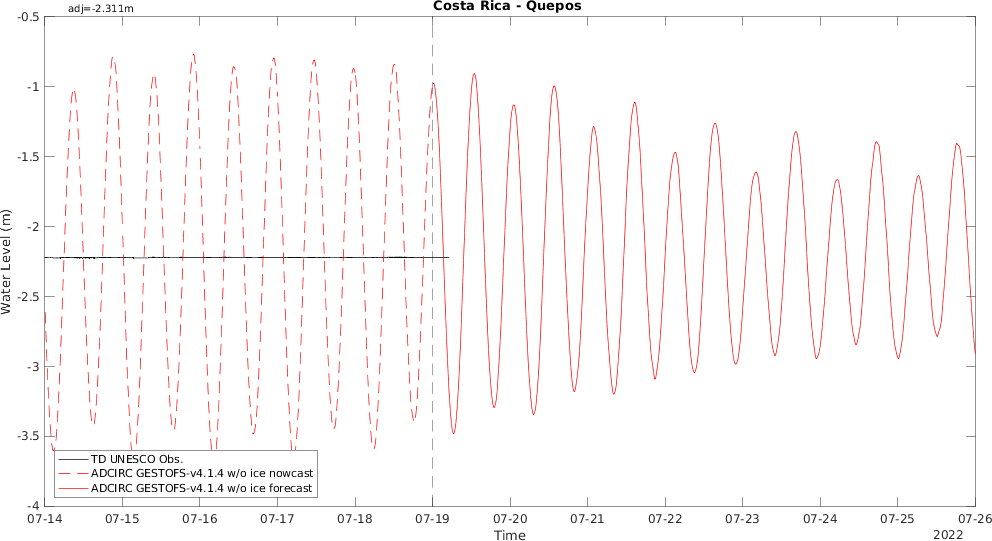 adj=-2.311m
Costa Rica - Quepos
-0.5
-1
-1.5
-2
-2.5
-3
-3.5
-4
Water Level (m)
TD UNESCO Obs.
ADCIRC GESTOFS-v4.1.4 w/o ice nowcast
ADCIRC GESTOFS-v4.1.4 w/o ice forecast
07-14 07-15 07-16 07-17 07-18 07-19 07-20 07-21 07-22 07-23 07-24 07-25 07-26
Time
2022